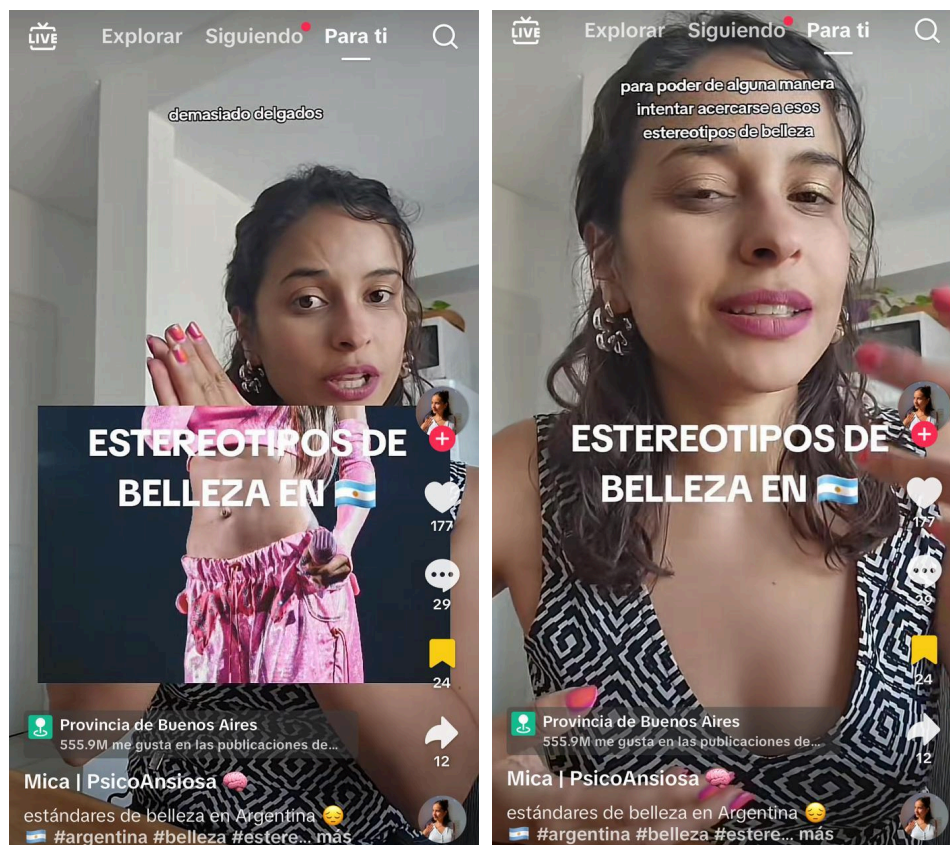 LIVE
Explorar Siguiendo Para ti
demasiado delgados
ESTEREOTIPOS DE
BELLEZA EN 🇦🇷
177
29
24
12
Provincia de Buenos Aires
555.9M me gusta en las publicaciones de...
Mica | PsicoAnsiosa 🧠
estándares de belleza en Argentina 😔
🇦🇷 #argentina #belleza #estere... más
LIVE
Explorar Siguiendo Para ti
para poder de alguna manera
intentar acercarse a esos
estereotipos de belleza
ESTEREOTIPOS DE
BELLEZA EN 🇦🇷
177
29
24
12
Provincia de Buenos Aires
555.9M me gusta en las publicaciones de...
Mica | PsicoAnsiosa 🧠
estándares de belleza en Argentina 😔
🇦🇷 #argentina #belleza #estere... más